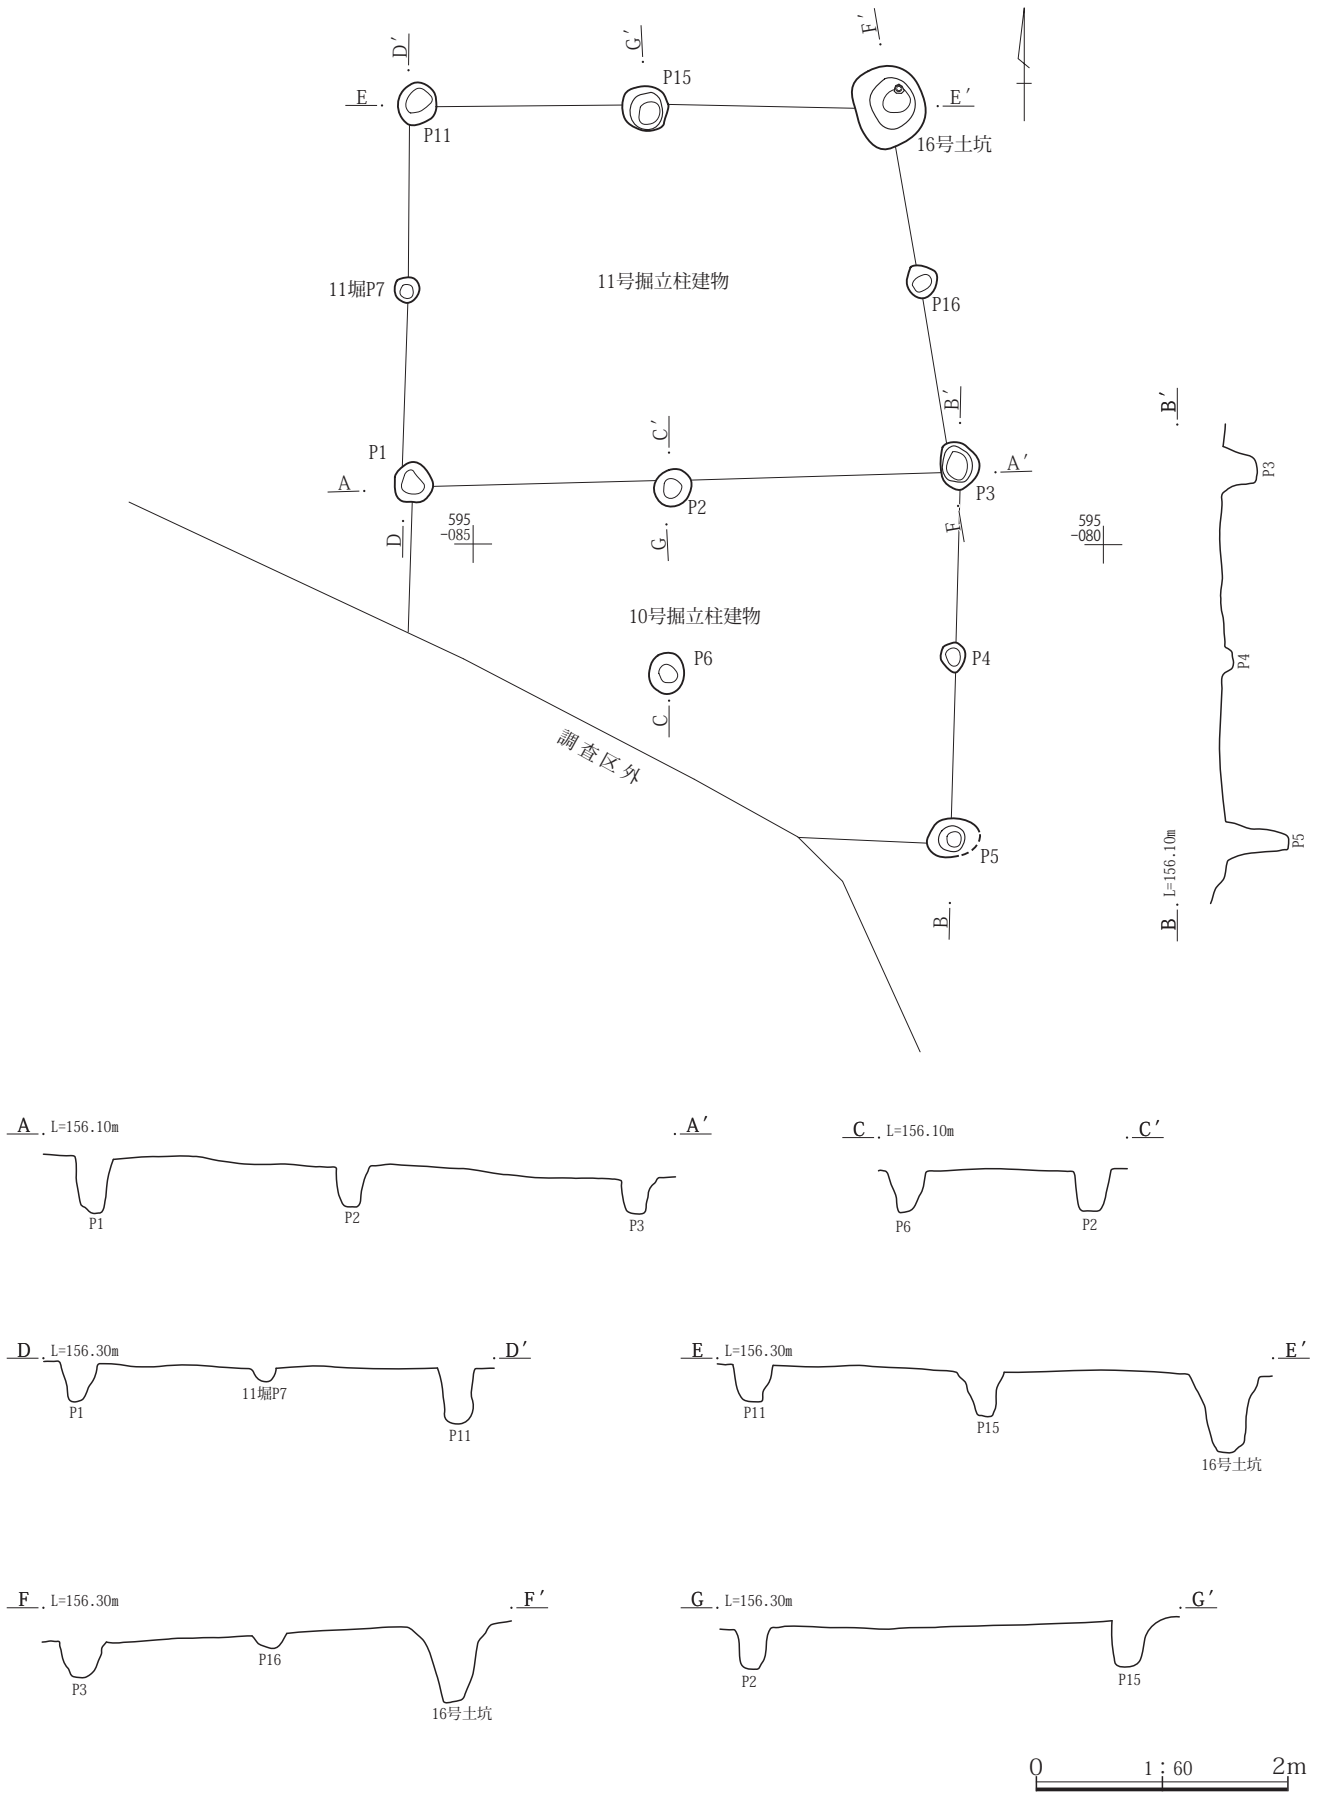 D′
G′
F′
E
P15
E′
P11
16号土坑
11堀P7
11号掘立柱建物
P16
B′
C′
P1
A
A′
P2
P3
D
595
-085
G
F
595
-080
10号掘立柱建物
P6
P4
C
調査区外
P5
B
B′
P3
P4
P5
L=156.10m
B
A
L=156.10m
A′
P1
P2
P3
C
L=156.10m
C′
P6
P2
D
L=156.30m
D′
P1
11堀P7
P11
E
L=156.30m
E′
P11
P15
16号土坑
F
L=156.30m
F′
P3
P16
16号土坑
G
L=156.30m
G′
P2
P15
0 1：60 2m